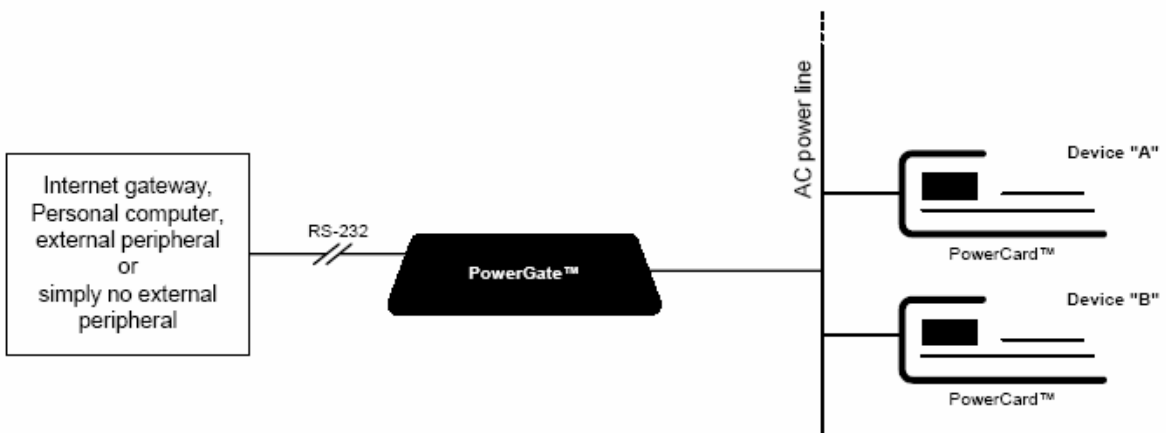 Internet gateway,
Personal computer,
external peripheral
or
simply no external
peripheral
RS-232
PowerGate™
AC power line
Device "A"
PowerCard™
Device "B"
PowerCard™